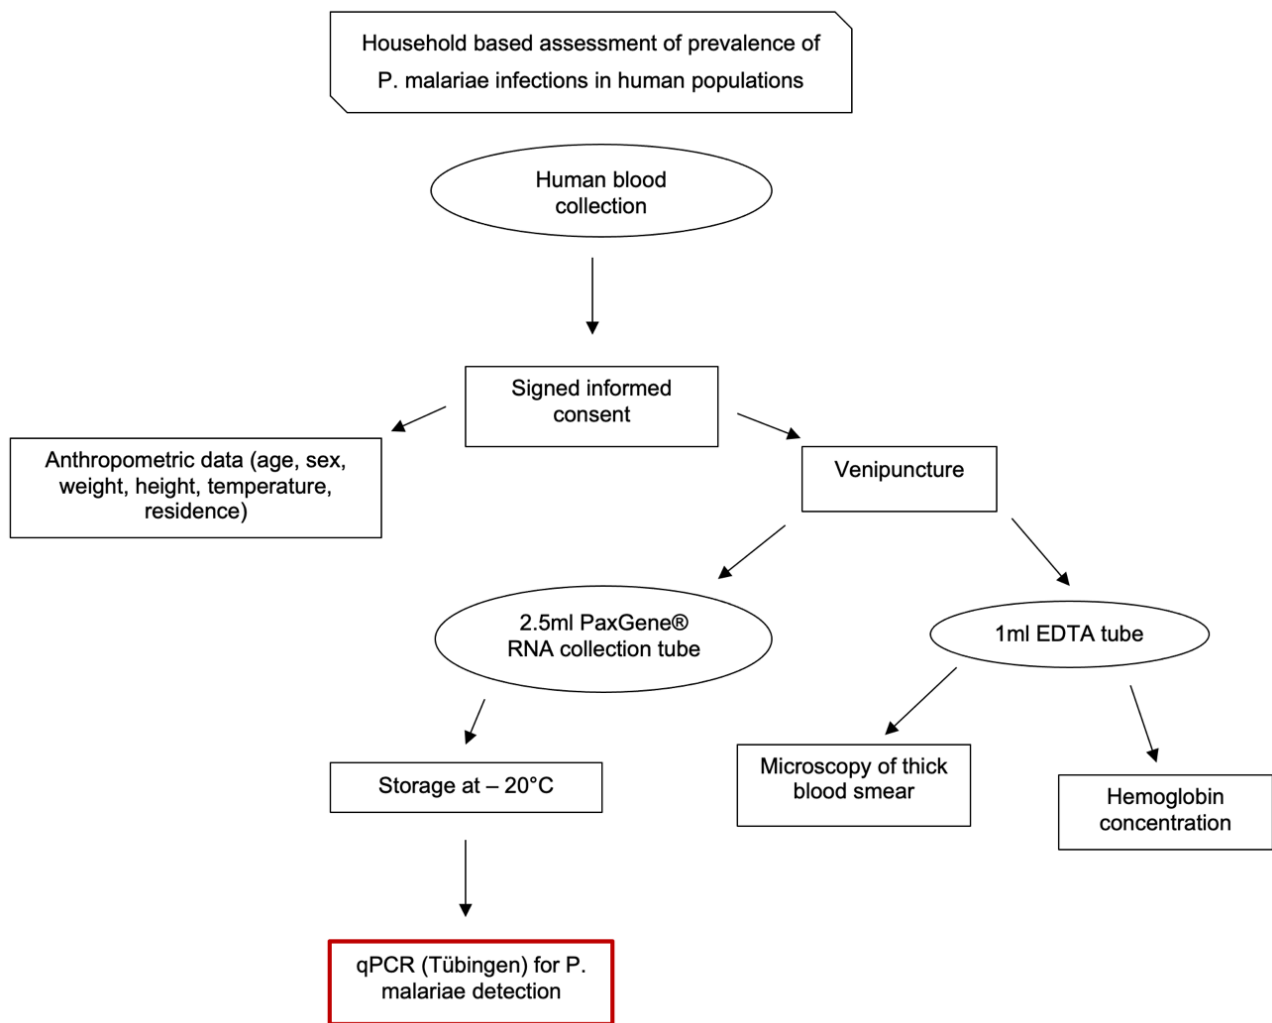 Household based assessment of prevalence of
P. malariae infections in human populations
Human blood
collection
Signed informed
consent
Anthropometric data (age, sex,
weight, height, temperature,
residence)
Venipuncture
2.5ml PaxGene®
RNA collection tube
1ml EDTA tube
Storage at – 20°C
Microscopy of thick
blood smear
Hemoglobin
concentration
qPCR (Tübingen) for P.
malariae detection